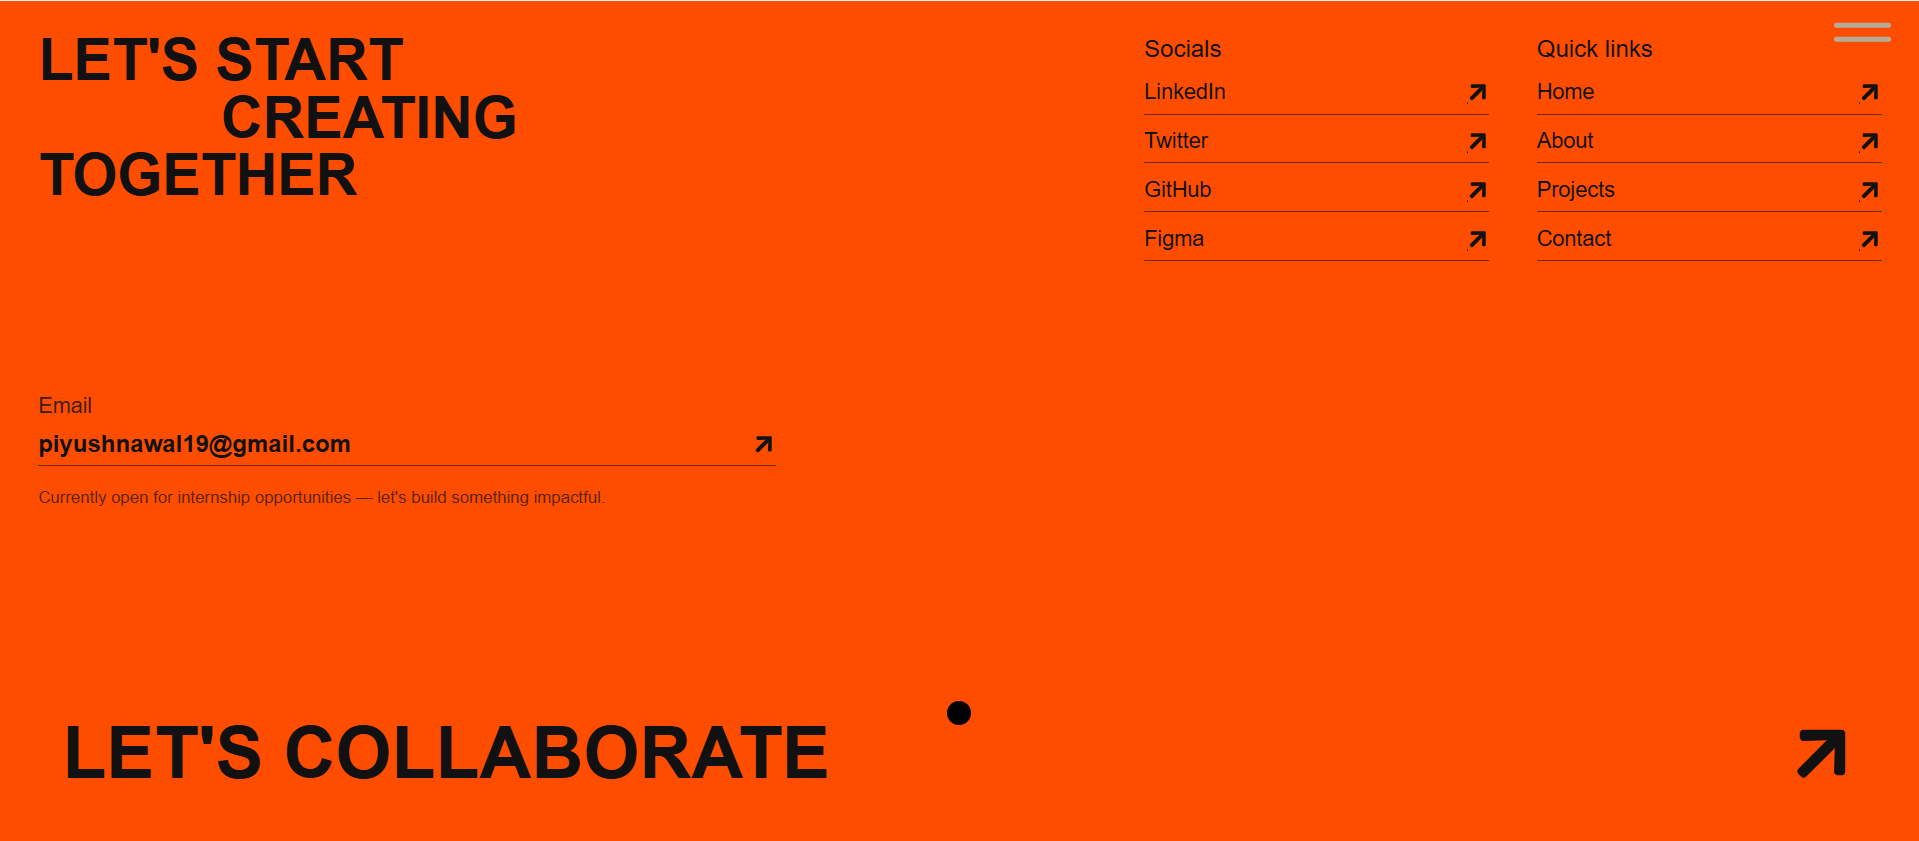 LET'S START
CREATING
TOGETHER
Socials
LinkedIn
Twitter
GitHub
Figma
Quick links
Home
About
Projects
Contact
Email
piyushnawal19@gmail.com
Currently open for internship opportunities — let's build something impactful.
LET'S COLLABORATE